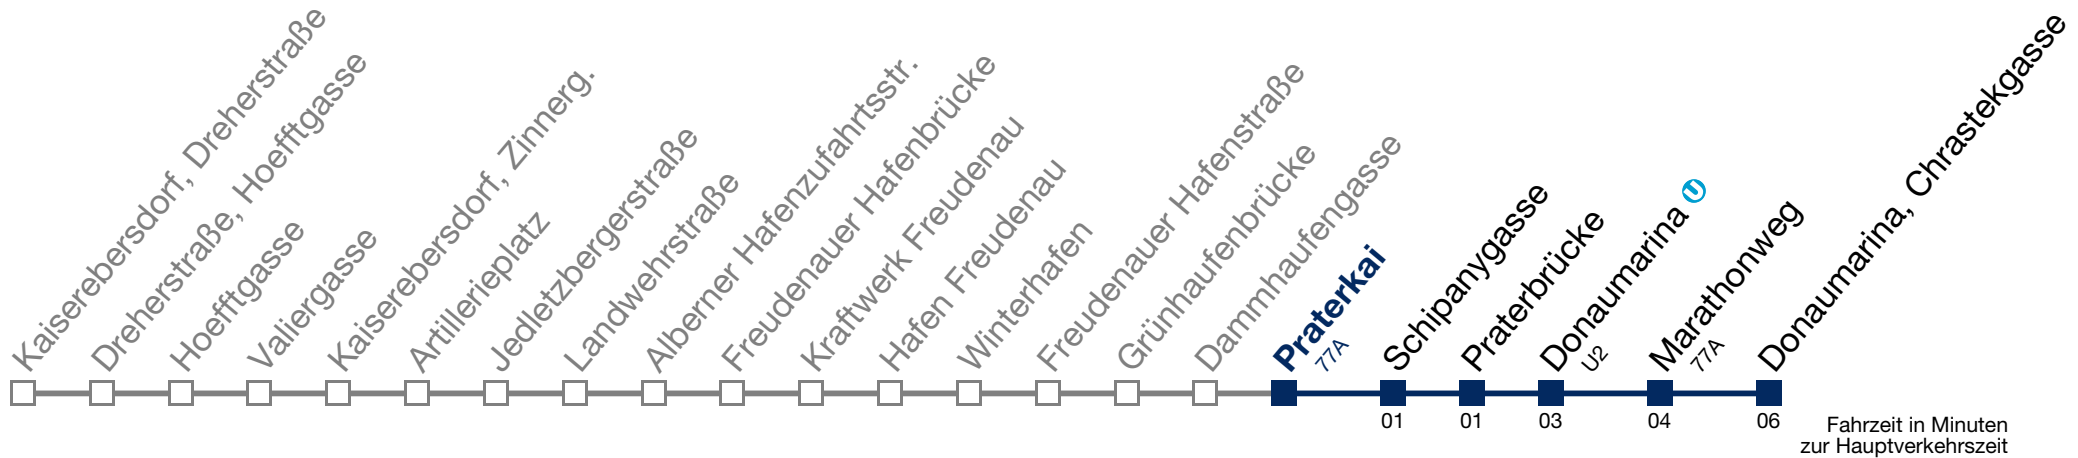 Kaiserebersdorf, Dreherstraße
Dreherstraße, Hoefftgasse
Hoefftgasse
Valiergasse
Kaiserebersdorf, Zinnerg.
Artillerieplatz
Jedletzbergerstraße
Landwehrstraße
Alberner Hafenzufahrtsstr.
Freudenauer Hafenbrücke
Kraftwerk Freudenau
Hafen Freudenau
Winterhafen
Freudenauer Hafenstraße
Grünhaufenbrücke
Dammhaufengasse
Praterkai
77A
Schipanygasse
Praterbrücke
Donaumarina U
U2
Marathonweg
77A
Donaumarina, Chrastekgasse
01
01
03
04
06
Fahrzeit in Minuten
zur Hauptverkehrszeit